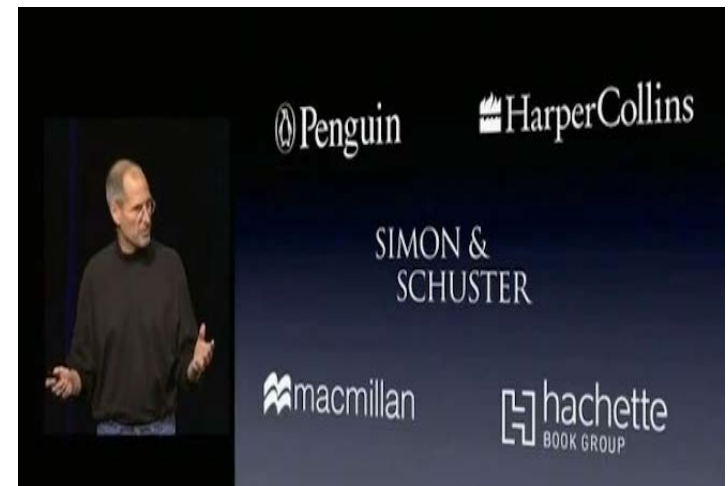 Penguin
HarperCollins
SIMON &
SCHUSTER
macmillan
hachette
BOOK GROUP